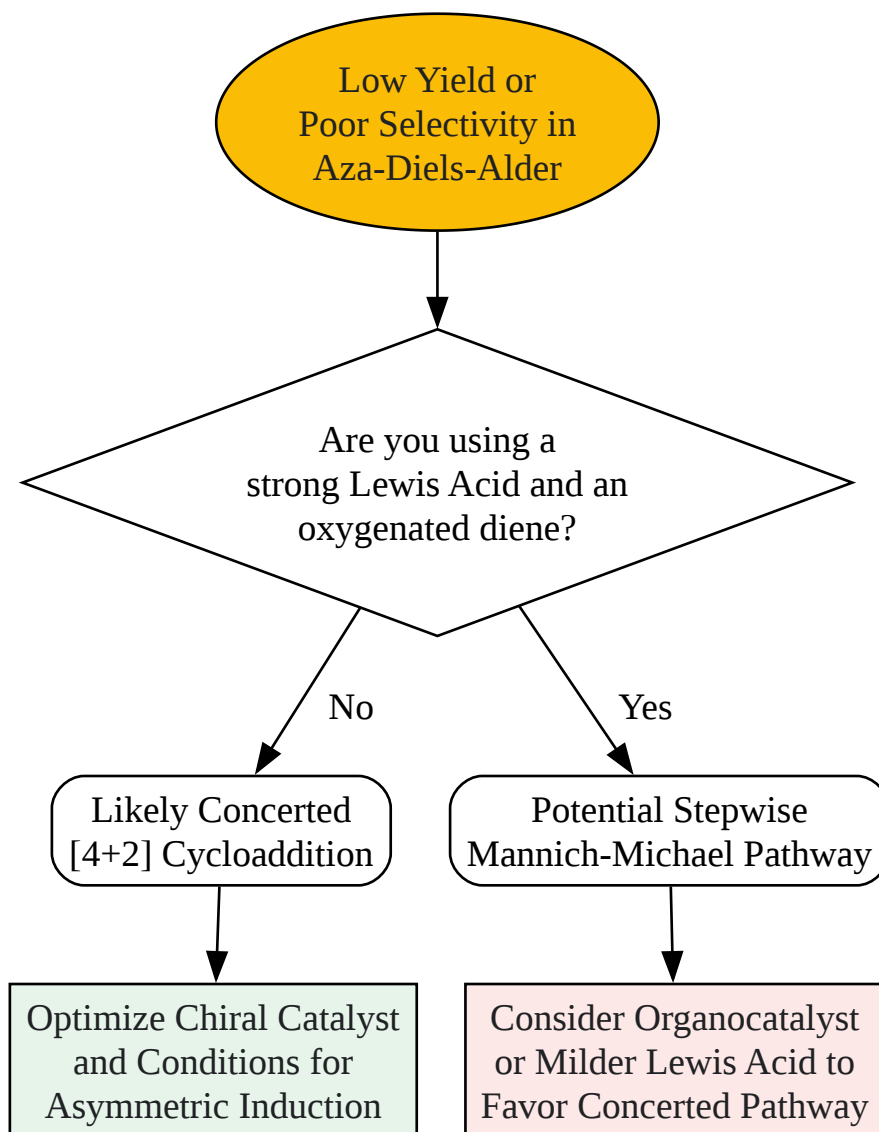 Low Yield or
Poor Selectivity in
Aza-Diels-Alder
Are you using a
strong Lewis Acid and an
oxygenated diene?
No
Yes
Likely Concerted
[4+2] Cycloaddition
Potential Stepwise
Mannich-Michael Pathway
Optimize Chiral Catalyst
and Conditions for
Asymmetric Induction
Consider Organocatalyst
or Milder Lewis Acid to
Favor Concerted Pathway